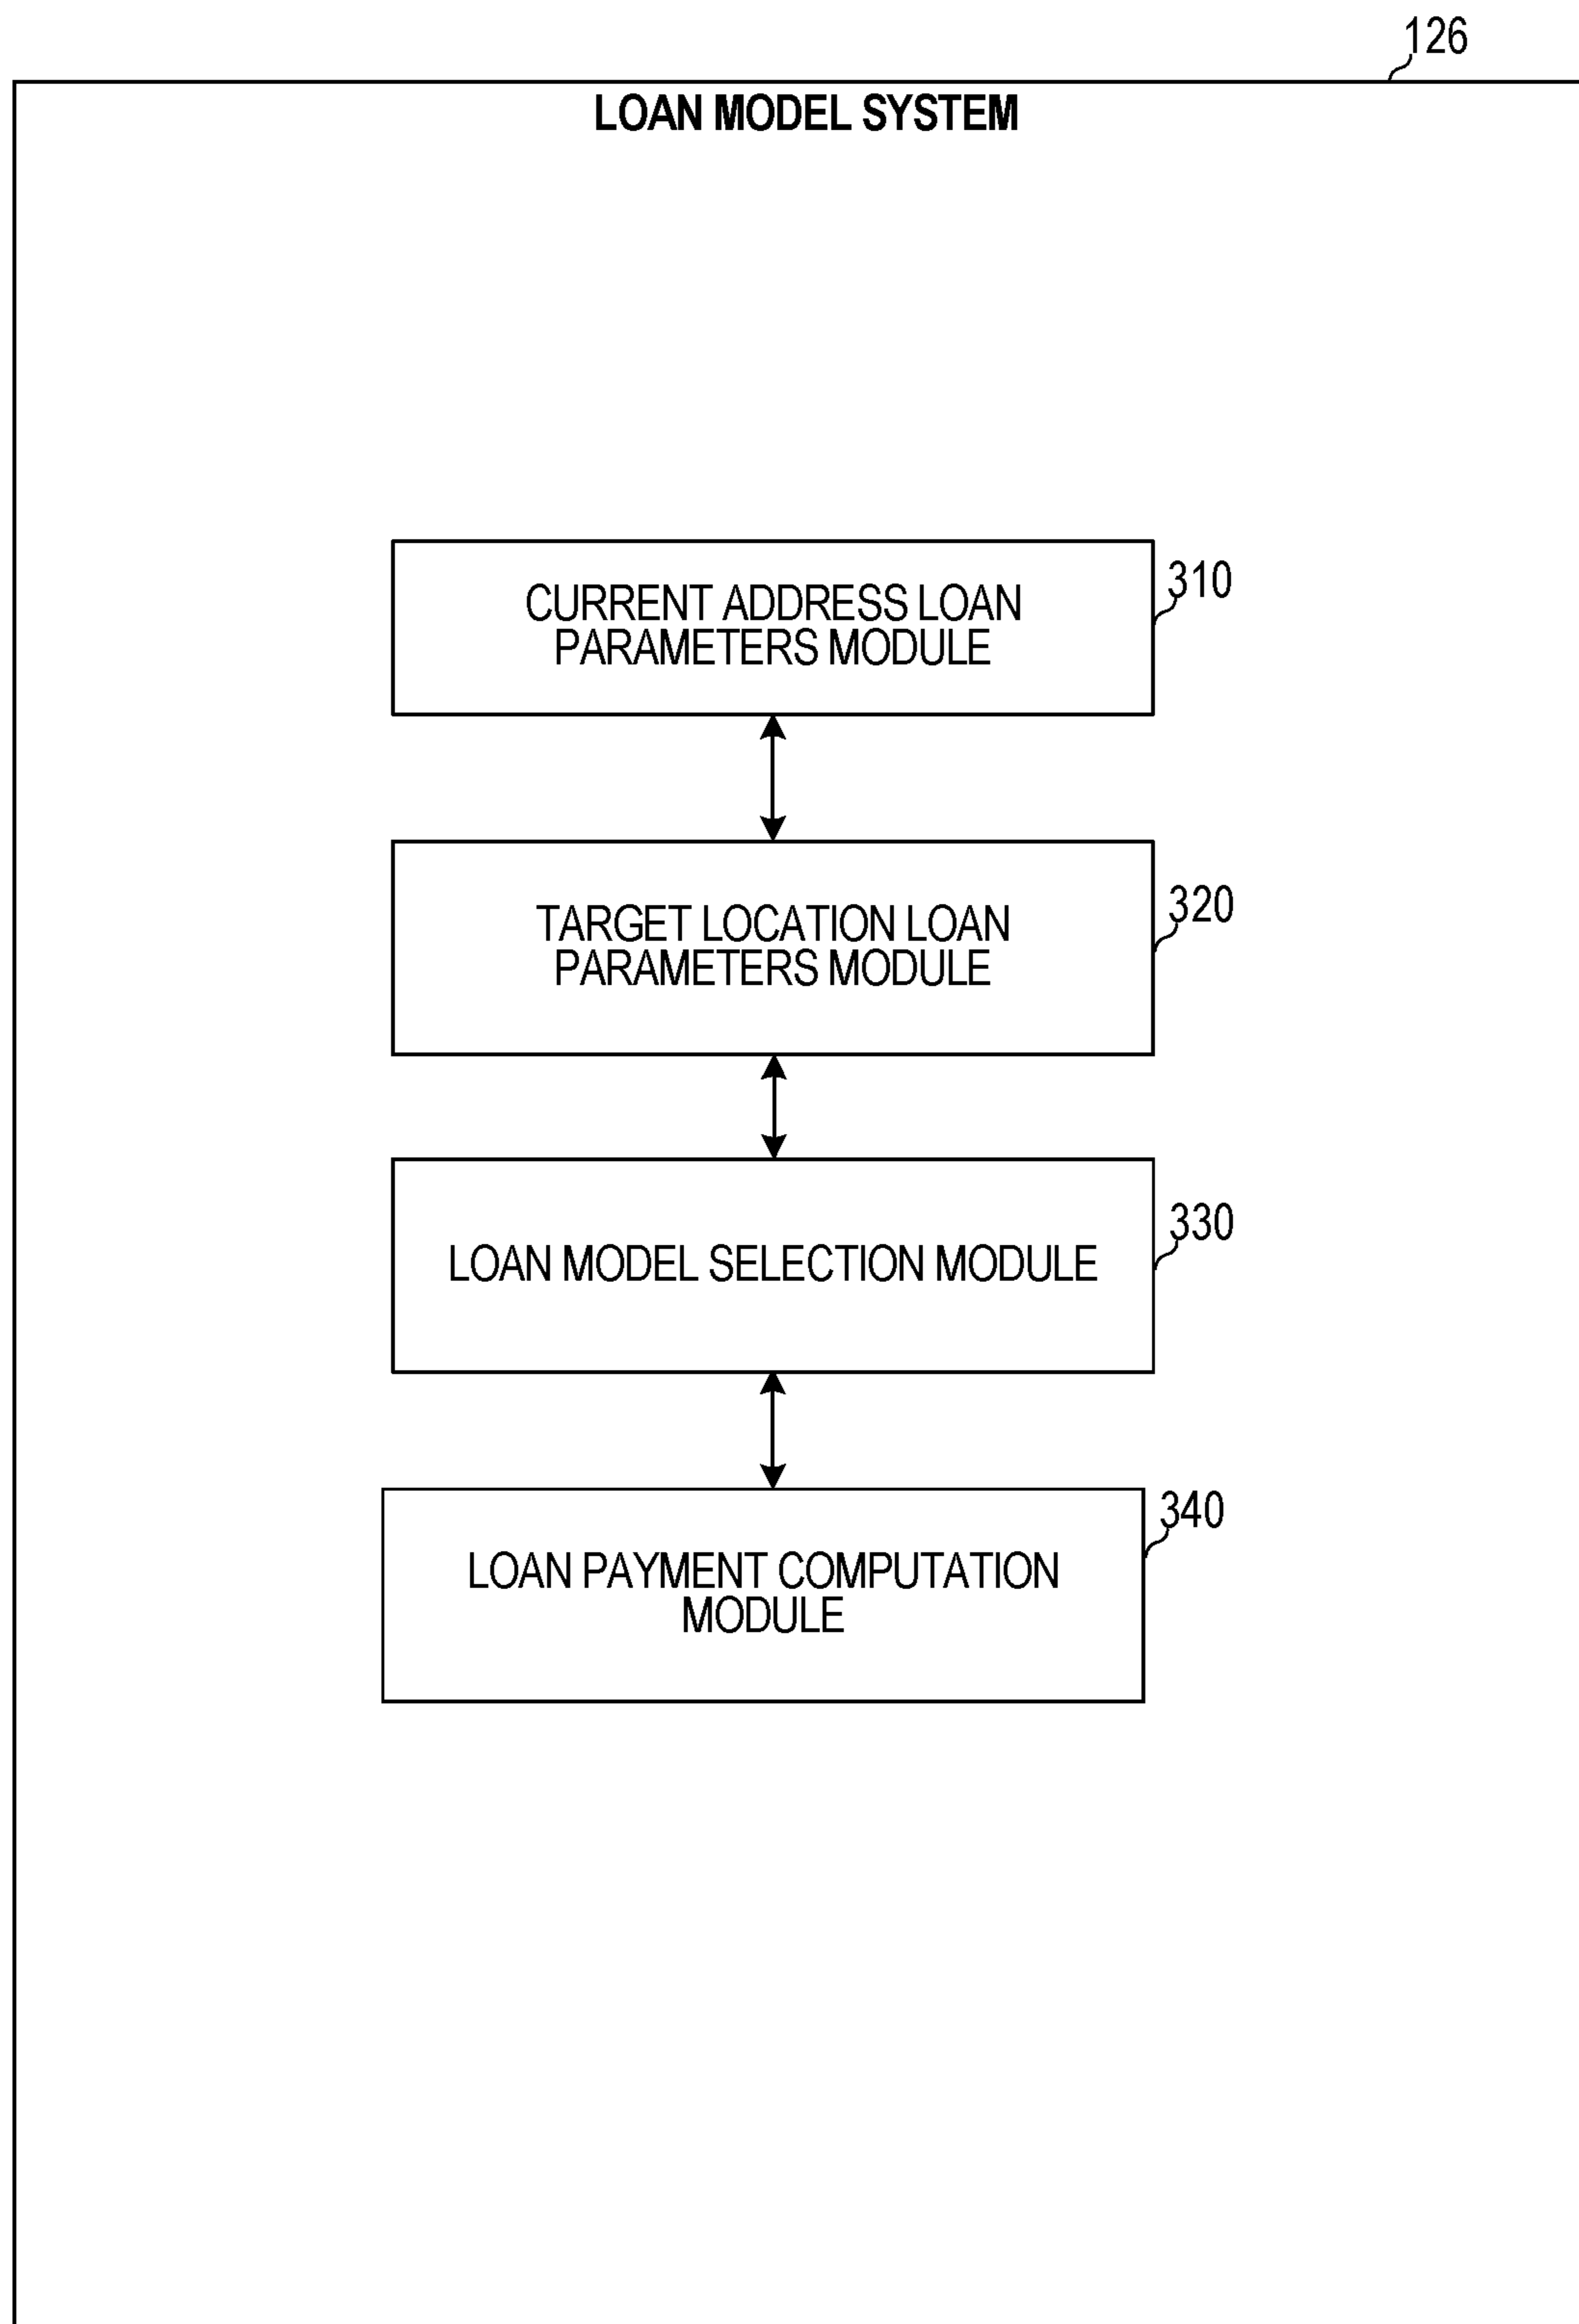 126
LOAN MODEL SYSTEM
CURRENT ADDRESS LOAN
PARAMETERS MODULE
310
TARGET LOCATION LOAN
PARAMETERS MODULE
320
LOAN MODEL SELECTION MODULE
330
LOAN PAYMENT COMPUTATION
MODULE
340